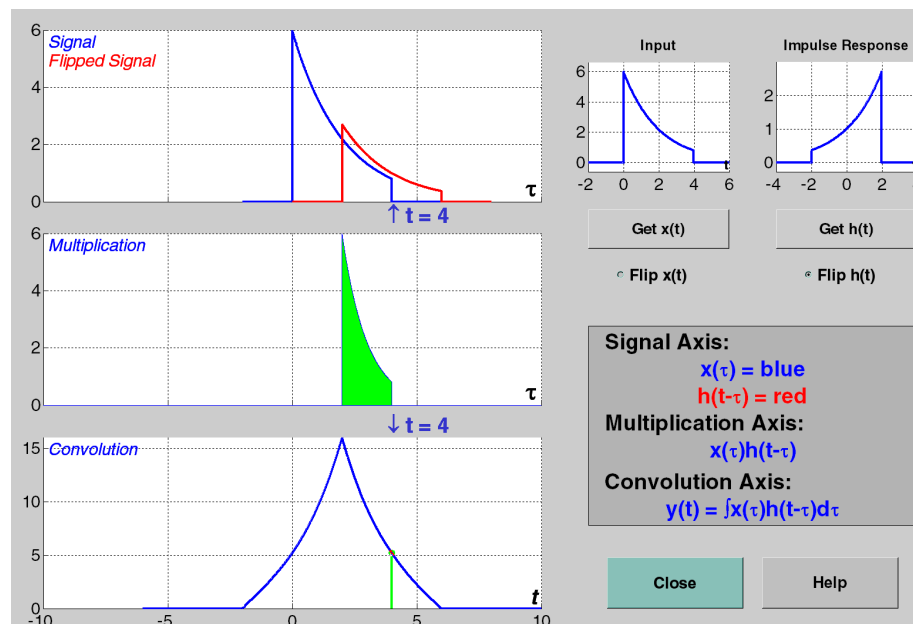 Signal
Flipped Signal
6
4
2
0
τ
↑ t = 4
Multiplication
6
4
2
0
τ
↓ t = 4
Convolution
15
10
5
0
t
-10 -5 0 5 10
Input
6
4
2
0
t
-2 0 2 4 6
Impulse Response
2
1
0
-4 -2 0 2
Get x(t)
Get h(t)
Flip x(t)
Flip h(t)
Signal Axis:
x(τ) = blue
h(t-τ) = red
Multiplication Axis:
x(τ)h(t-τ)
Convolution Axis:
y(t) = ∫x(τ)h(t-τ)dτ
Close
Help